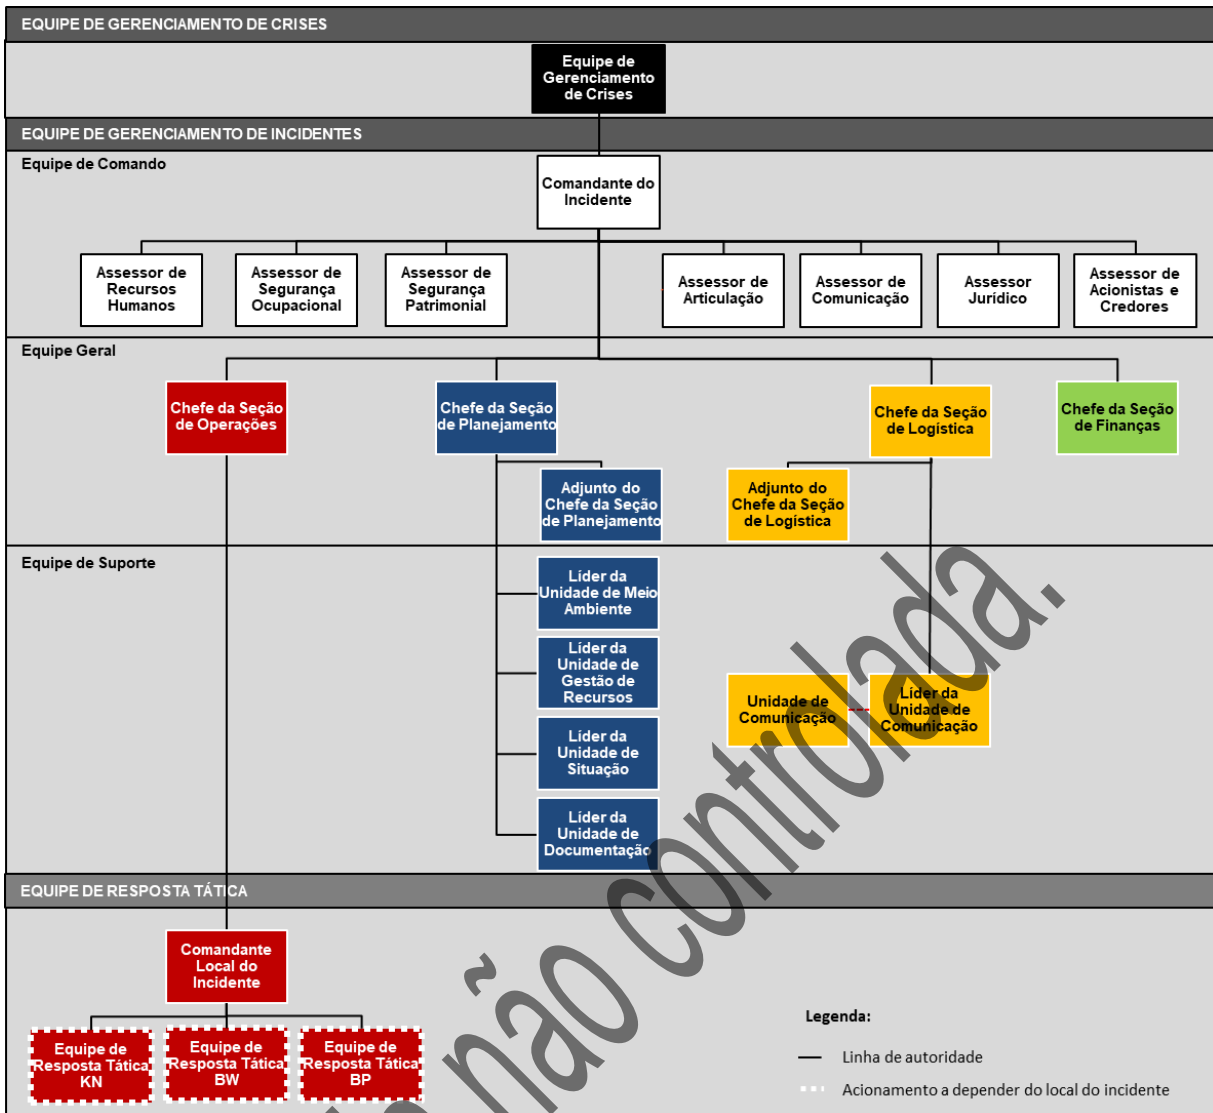 EQUIPE DE GERENCIAMENTO DE CRISES
Equipe de
Gerenciamento
de Crises
EQUIPE DE GERENCIAMENTO DE INCIDENTES
Equipe de Comando
Comandante do
Incidente
Assessor de
Recursos
Humanos
Assessor de
Segurança
Ocupacional
Assessor de
Segurança
Patrimonial
Assessor de
Articulação
Assessor de
Comunicação
Assessor
Jurídico
Assessor de
Acionistas e
Credores
Equipe Geral
Chefe da Seção
de Operações
Chefe da Seção
de Planejamento
Chefe da Seção
de Logística
Chefe da Seção
de Finanças
Adjunto do
Chefe da Seção
de Planejamento
Adjunto do
Chefe da Seção
de Logística
Equipe de Suporte
Líder da
Unidade de Meio
Ambiente
Líder da
Unidade de
Gestão de
Recursos
Unidade de
Comunicação
Líder da
Unidade de
Comunicação
Líder da
Unidade de
Situação
Líder da
Unidade de
Documentação
EQUIPE DE RESPOSTA TÁTICA
Comandante
Local do
Incidente
Equipe de
Resposta Tática
KN
Equipe de
Resposta Tática
BW
Equipe de
Resposta Tática
BP
Legenda:
Linha de autoridade
Acionamento a depender do local do incidente
não controlada.